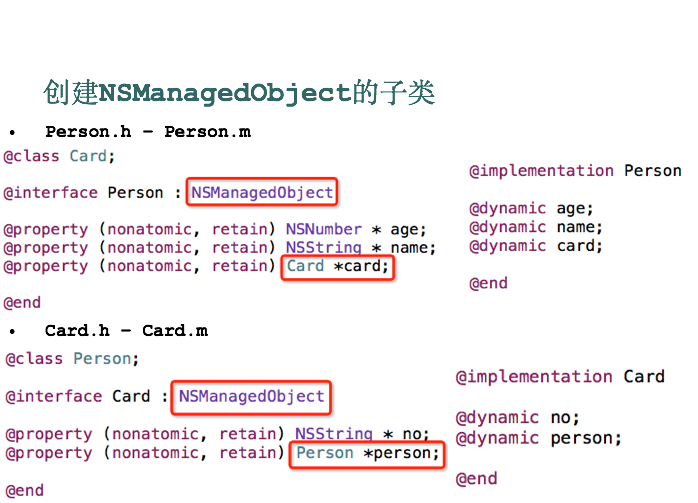 创建NSManagedObject的子类
• Person.h – Person.m
@class Card;
@interface Person : NSManagedObject
@property (nonatomic, retain) NSNumber * age;
@property (nonatomic, retain) NSString * name;
@property (nonatomic, retain) Card *card;
@end
@implementation Person
@dynamic age;
@dynamic name;
@dynamic card;
@end
• Card.h – Card.m
@class Person;
@interface Card : NSManagedObject
@property (nonatomic, retain) NSString * no;
@property (nonatomic, retain) Person *person;
@end
@implementation Card
@dynamic no;
@dynamic person;
@end